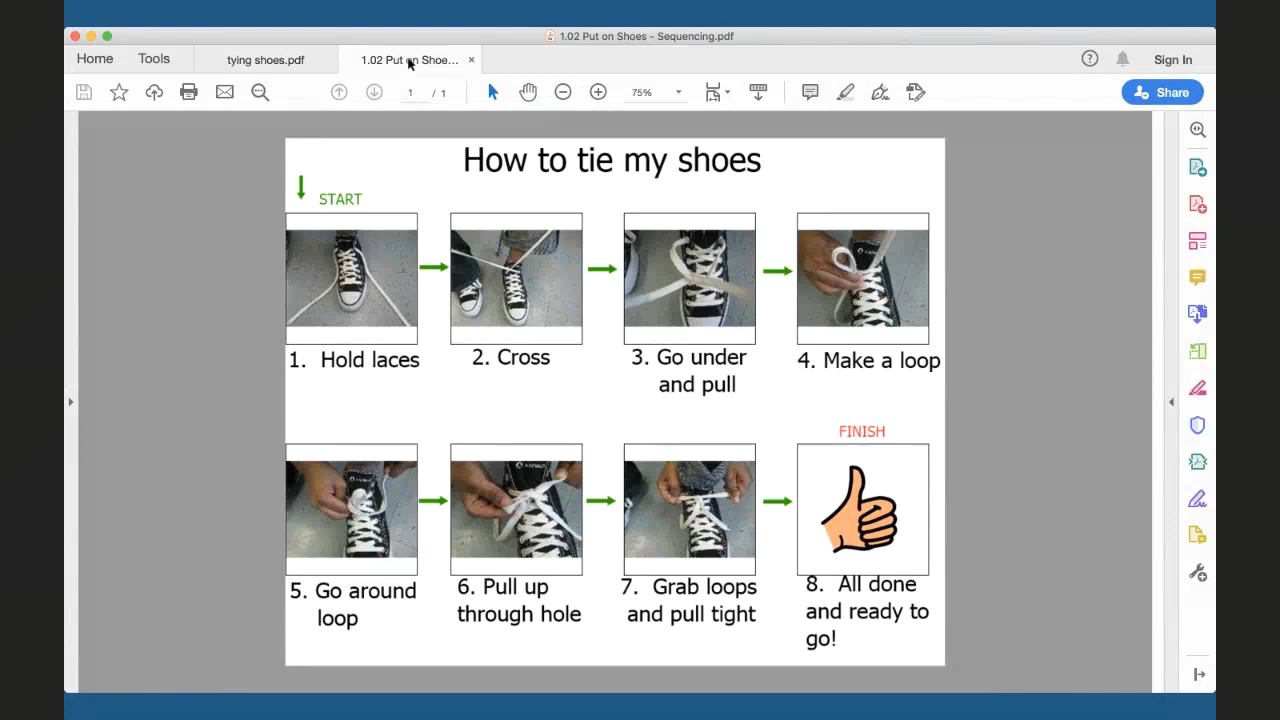 1.02 Put on Shoes – Sequencing.pdf
Home
Tools
tying shoes.pdf
1.02 Put on Shoe...
×
?
Sign In
1 / 1
75%
Share
How to tie my shoes
START
1. Hold laces
2. Cross
3. Go under
and pull
4. Make a loop
FINISH
5. Go around
loop
6. Pull up
through hole
7. Grab loops
and pull tight
8. All done
and ready to
go!